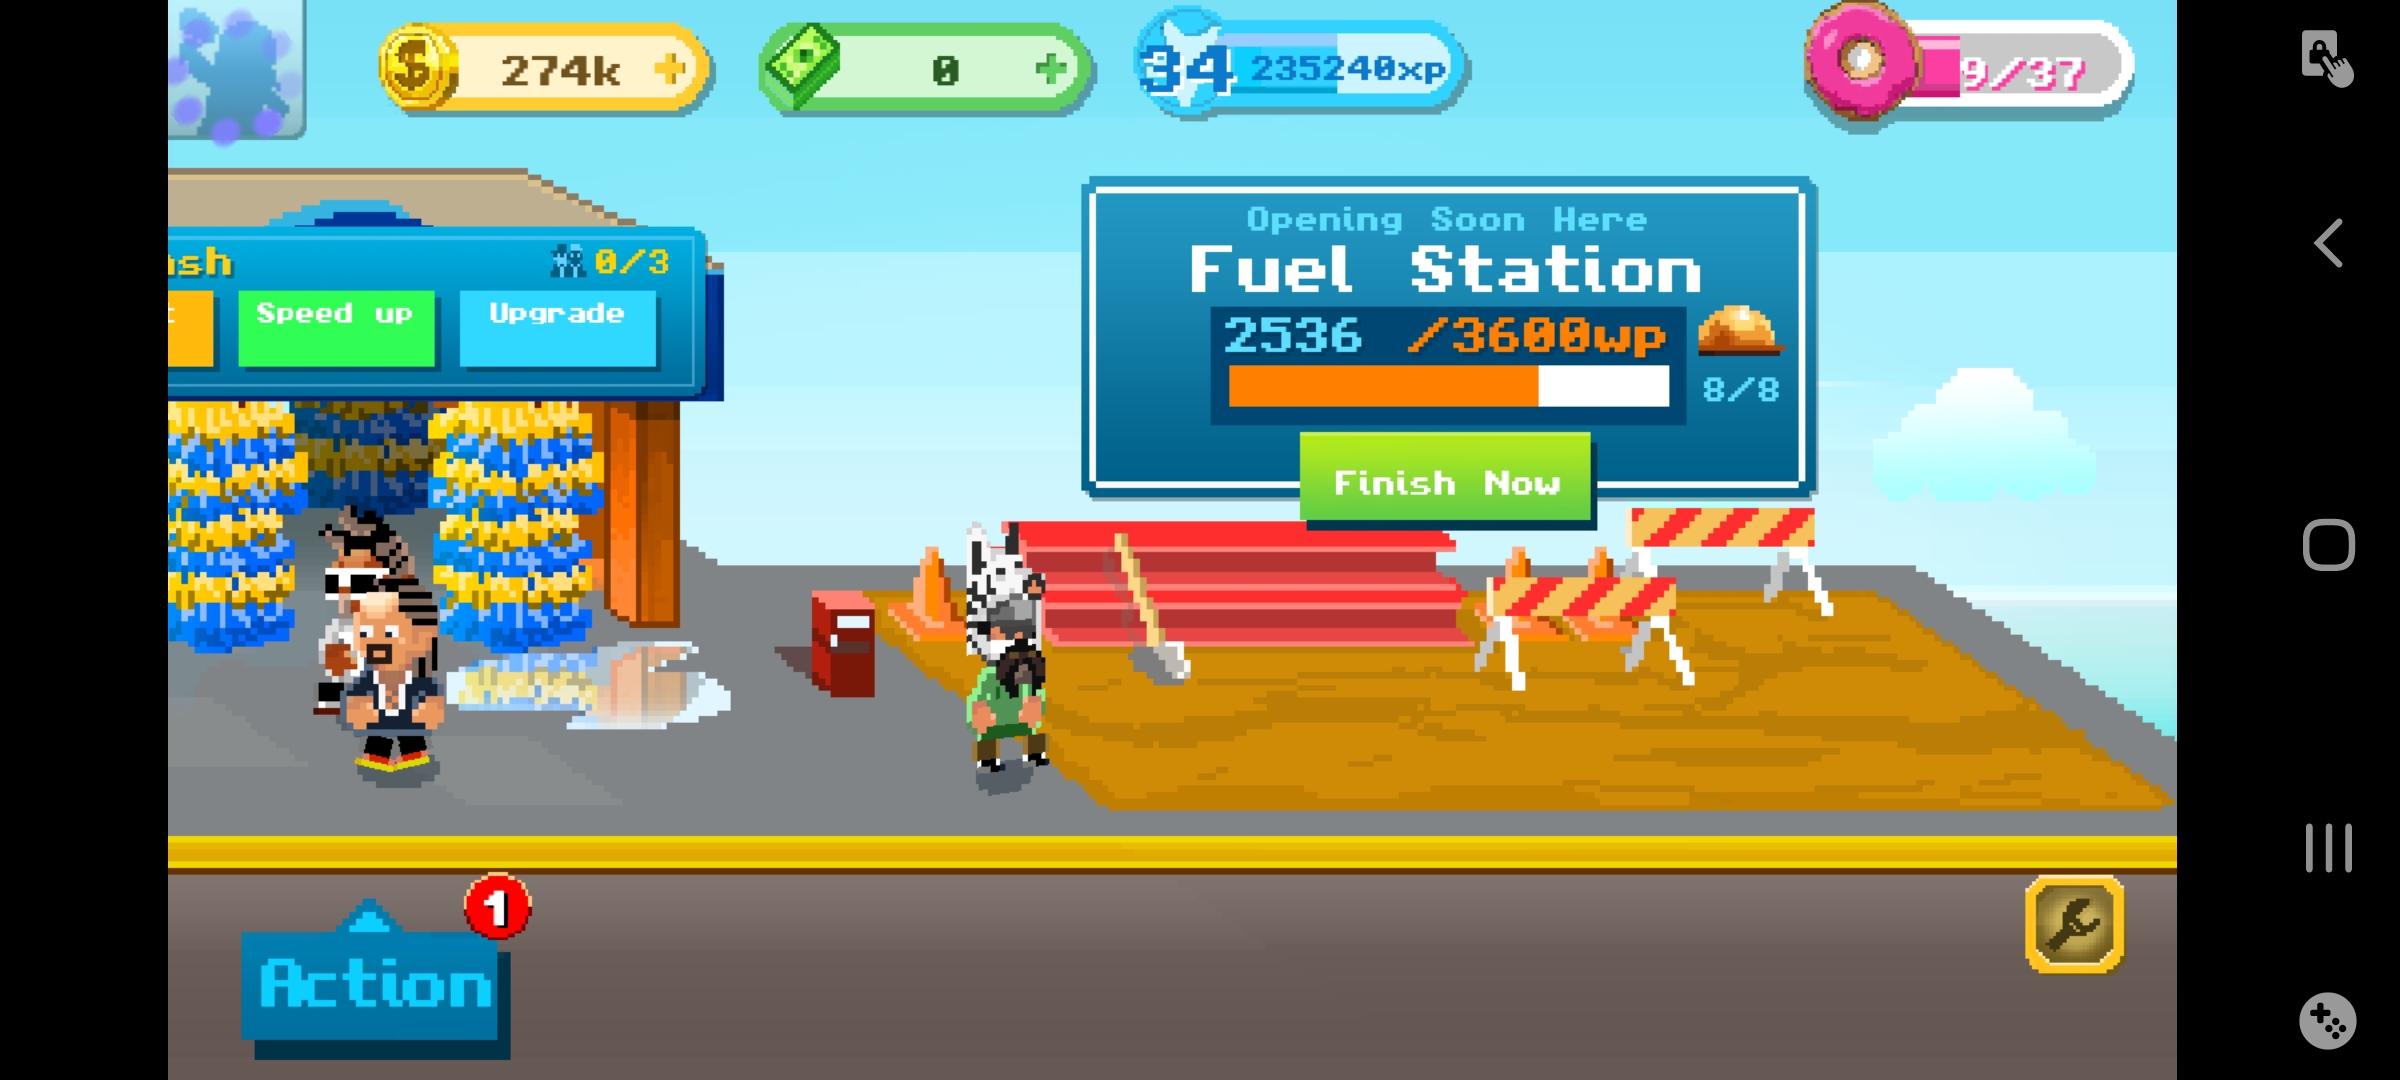 274k
0
34
235240xp
9/37
ash
0/3
Speed up
Upgrade
Opening Soon Here
Fuel Station
2536 /3600wp
8/8
Finish Now
1
Action